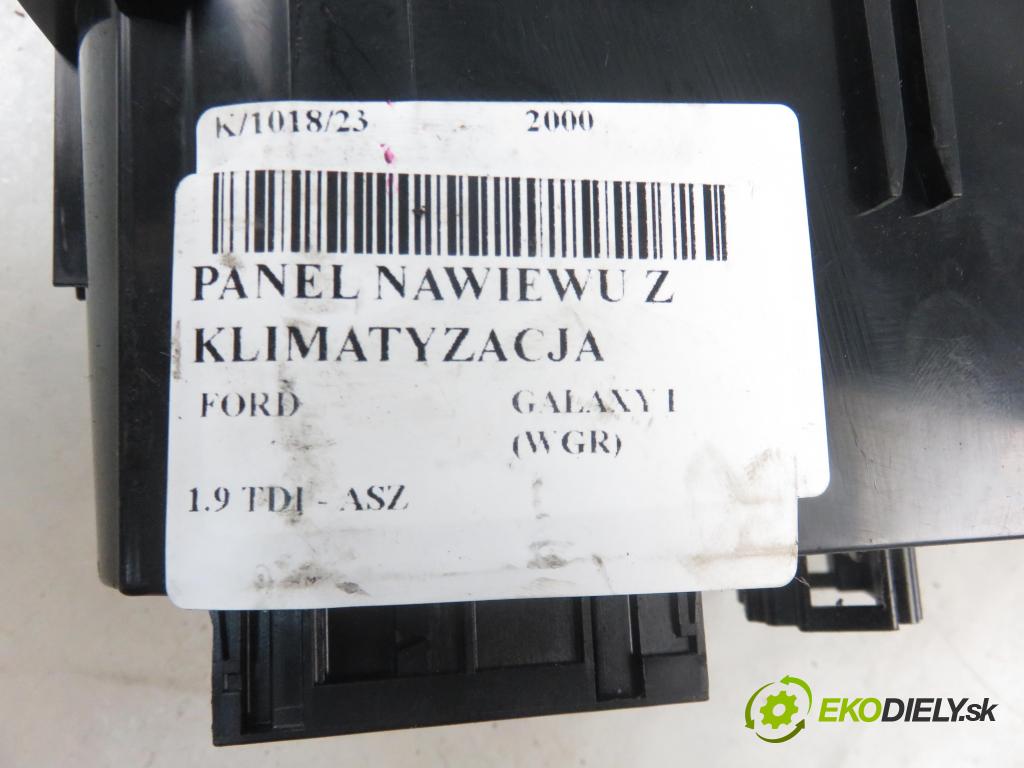 K/1018/23 2000
PANEL NAWIEWU Z
KLIMATYZACJA
FORD GALAXY I
(WGR)
1.9 TDI - ASZ
EKODIELY.sk